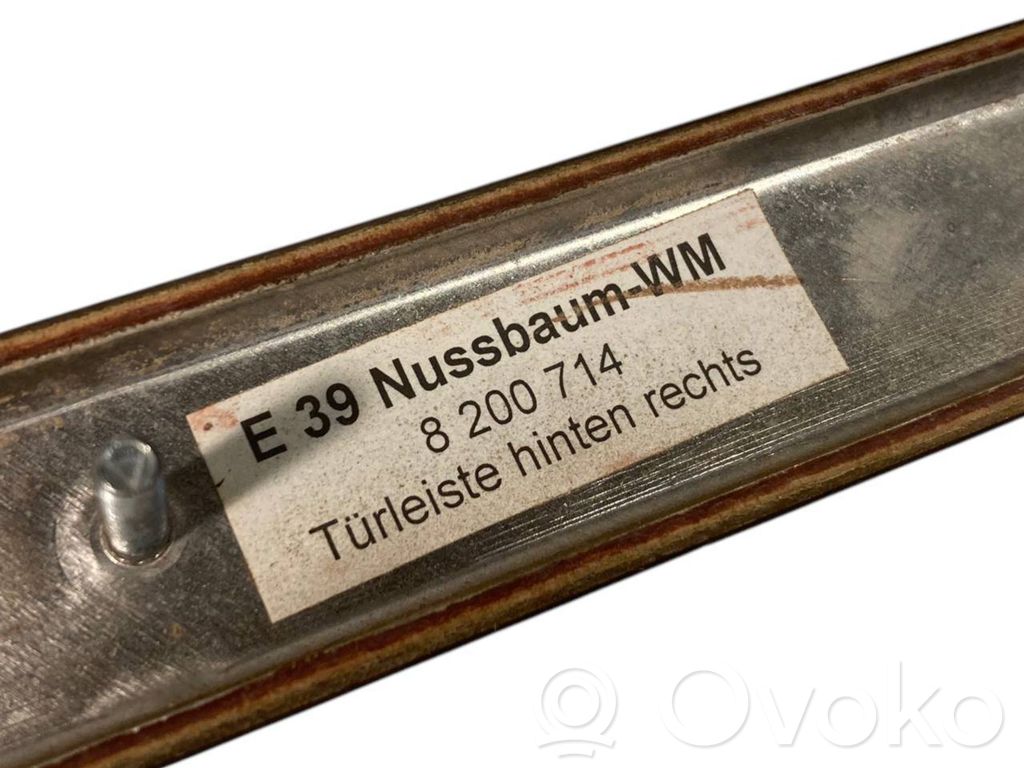 E 39 Nussbaum-WM
8 200 714
Türleiste hinten rechts
Ovoko